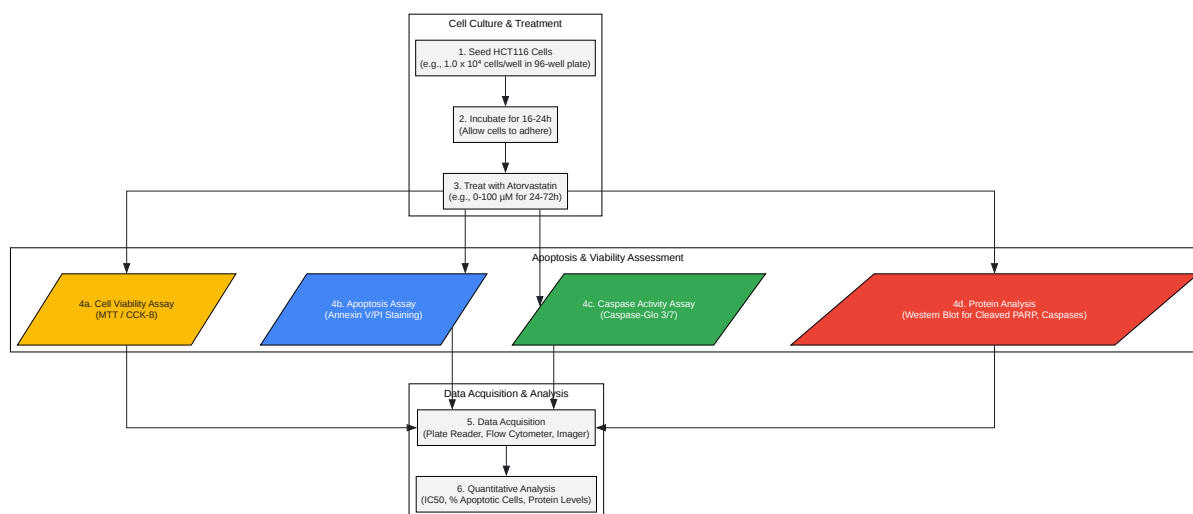 Cell Culture & Treatment
1. Seed HCT116 Cells
(e.g., 1.0 x 10⁴ cells/well in 96-well plate)
2. Incubate for 16-24h
(Allow cells to adhere)
3. Treat with Atorvastatin
(e.g., 0-100 µM for 24-72h)
Apoptosis & Viability Assessment
4a. Cell Viability Assay
(MTT / CCK-8)
4b. Apoptosis Assay
(Annexin V/PI Staining)
4c. Caspase Activity Assay
(Caspase-Glo 3/7)
4d. Protein Analysis
(Western Blot for Cleaved PARP, Caspases)
Data Acquisition & Analysis
5. Data Acquisition
(Plate Reader, Flow Cytometer, Imager)
6. Quantitative Analysis
(IC50, % Apoptotic Cells, Protein Levels)